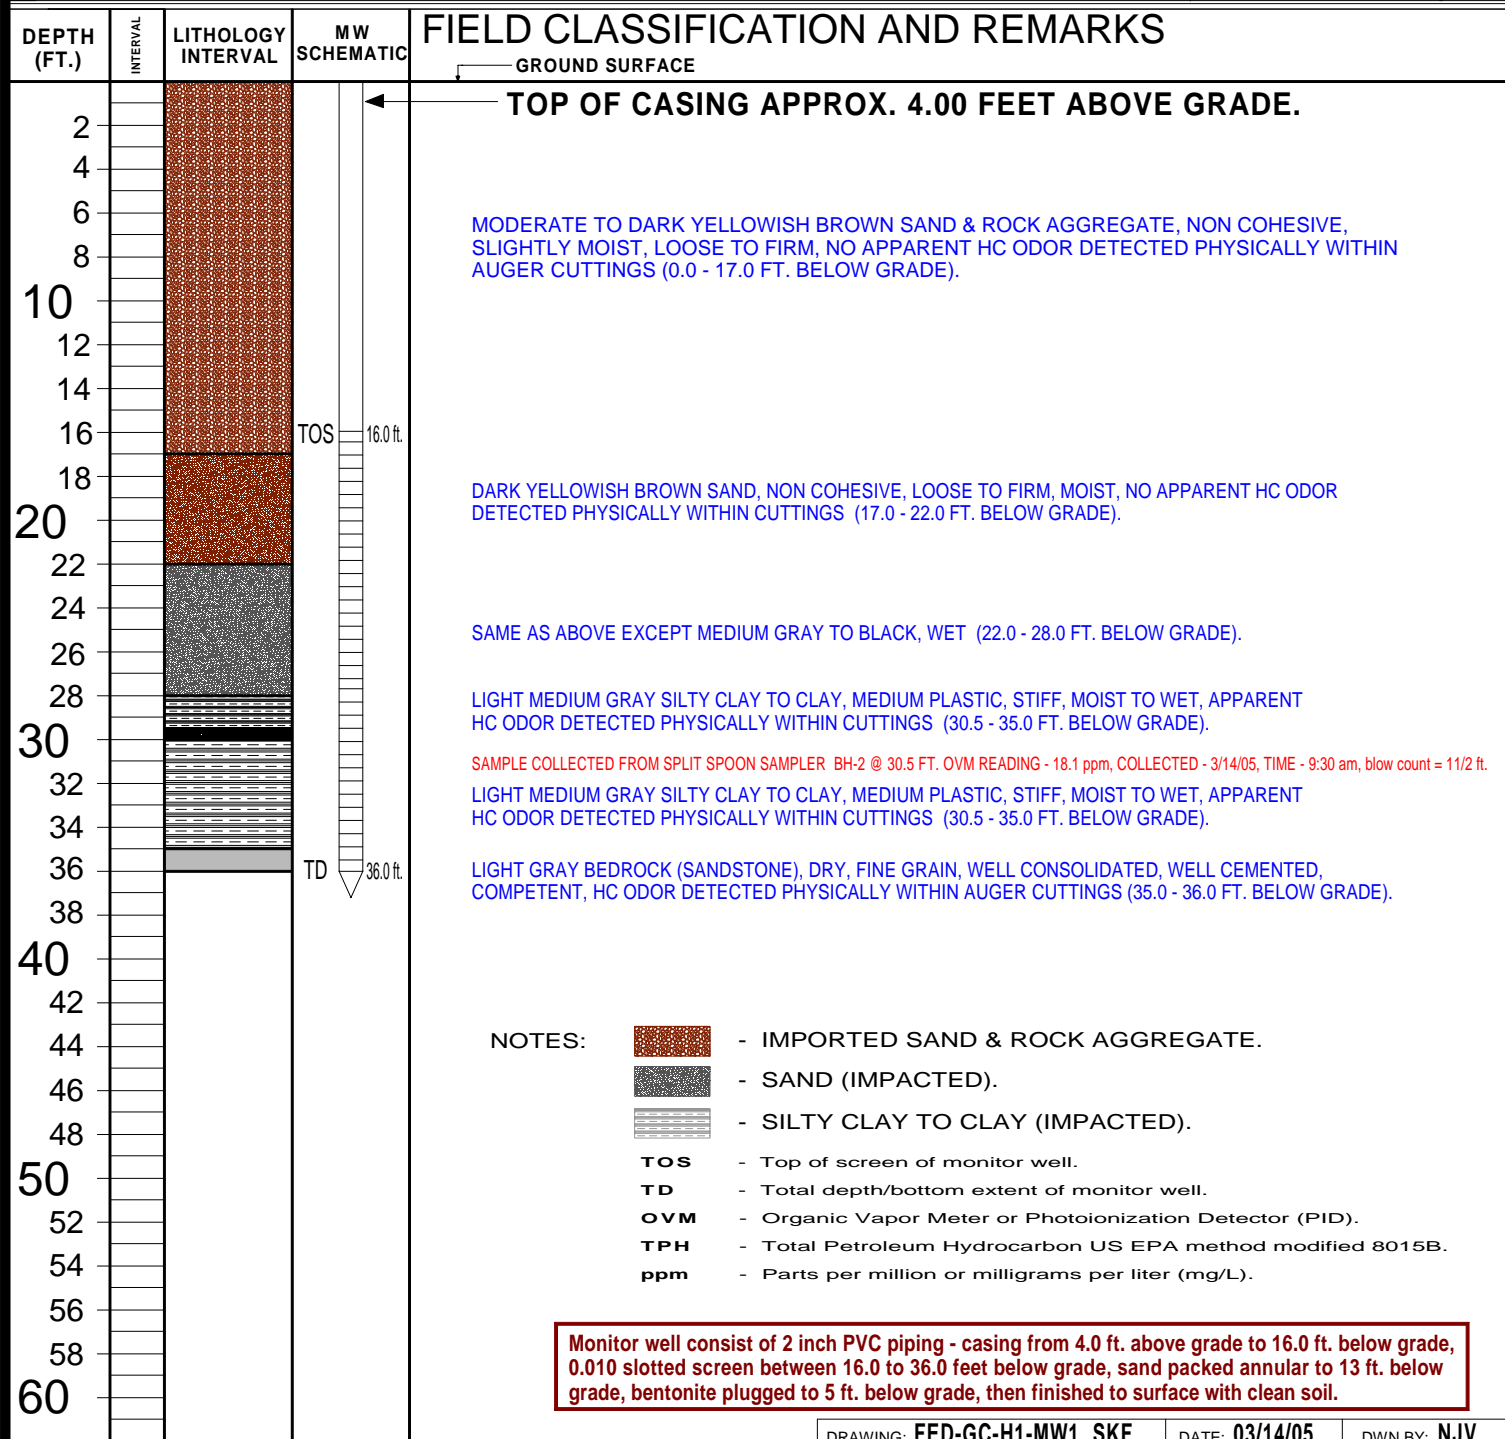 DEPTH
(FT.)
INTERVAL
LITHOLOGY
INTERVAL
MW
SCHEMATIC
FIELD CLASSIFICATION AND REMARKS
GROUND SURFACE
TOP OF CASING APPROX. 4.00 FEET ABOVE GRADE.
2
4
6
8
10
12
14
16
18
20
22
24
26
28
30
32
34
36
38
40
42
44
46
48
50
52
54
56
58
60
TOS
16.0 ft.
TD
36.0 ft.
MODERATE TO DARK YELLOWISH BROWN SAND & ROCK AGGREGATE, NON COHESIVE,
SLIGHTLY MOIST, LOOSE TO FIRM, NO APPARENT HC ODOR DETECTED PHYSICALLY WITHIN
AUGER CUTTINGS (0.0 - 17.0 FT. BELOW GRADE).
DARK YELLOWISH BROWN SAND, NON COHESIVE, LOOSE TO FIRM, MOIST, NO APPARENT HC ODOR
DETECTED PHYSICALLY WITHIN CUTTINGS (17.0 - 22.0 FT. BELOW GRADE).
SAME AS ABOVE EXCEPT MEDIUM GRAY TO BLACK, WET (22.0 - 28.0 FT. BELOW GRADE).
LIGHT MEDIUM GRAY SILTY CLAY TO CLAY, MEDIUM PLASTIC, STIFF, MOIST TO WET, APPARENT
HC ODOR DETECTED PHYSICALLY WITHIN CUTTINGS (30.5 - 35.0 FT. BELOW GRADE).
SAMPLE COLLECTED FROM SPLIT SPOON SAMPLER BH-2 @ 30.5 FT. OVM READING - 18.1 ppm, COLLECTED - 3/14/05, TIME - 9:30 am, blow count = 11/2 ft.
LIGHT MEDIUM GRAY SILTY CLAY TO CLAY, MEDIUM PLASTIC, STIFF, MOIST TO WET, APPARENT
HC ODOR DETECTED PHYSICALLY WITHIN CUTTINGS (30.5 - 35.0 FT. BELOW GRADE).
LIGHT GRAY BEDROCK (SANDSTONE), DRY, FINE GRAIN, WELL CONSOLIDATED, WELL CEMENTED,
COMPETENT, HC ODOR DETECTED PHYSICALLY WITHIN AUGER CUTTINGS (35.0 - 36.0 FT. BELOW GRADE).
NOTES:
- IMPORTED SAND & ROCK AGGREGATE.
- SAND (IMPACTED).
- SILTY CLAY TO CLAY (IMPACTED).
TOS - Top of screen of monitor well.
TD - Total depth/bottom extent of monitor well.
OVM - Organic Vapor Meter or Photoionization Detector (PID).
TPH - Total Petroleum Hydrocarbon US EPA method modified 8015B.
ppm - Parts per million or milligrams per liter (mg/L).
Monitor well consist of 2 inch PVC piping - casing from 4.0 ft. above grade to 16.0 ft. below grade,
0.010 slotted screen between 16.0 to 36.0 feet below grade, sand packed annular to 13 ft. below
grade, bentonite plugged to 5 ft. below grade, then finished to surface with clean soil.
DRAWING: DATE: 03/14/05 DWN BY: NJV